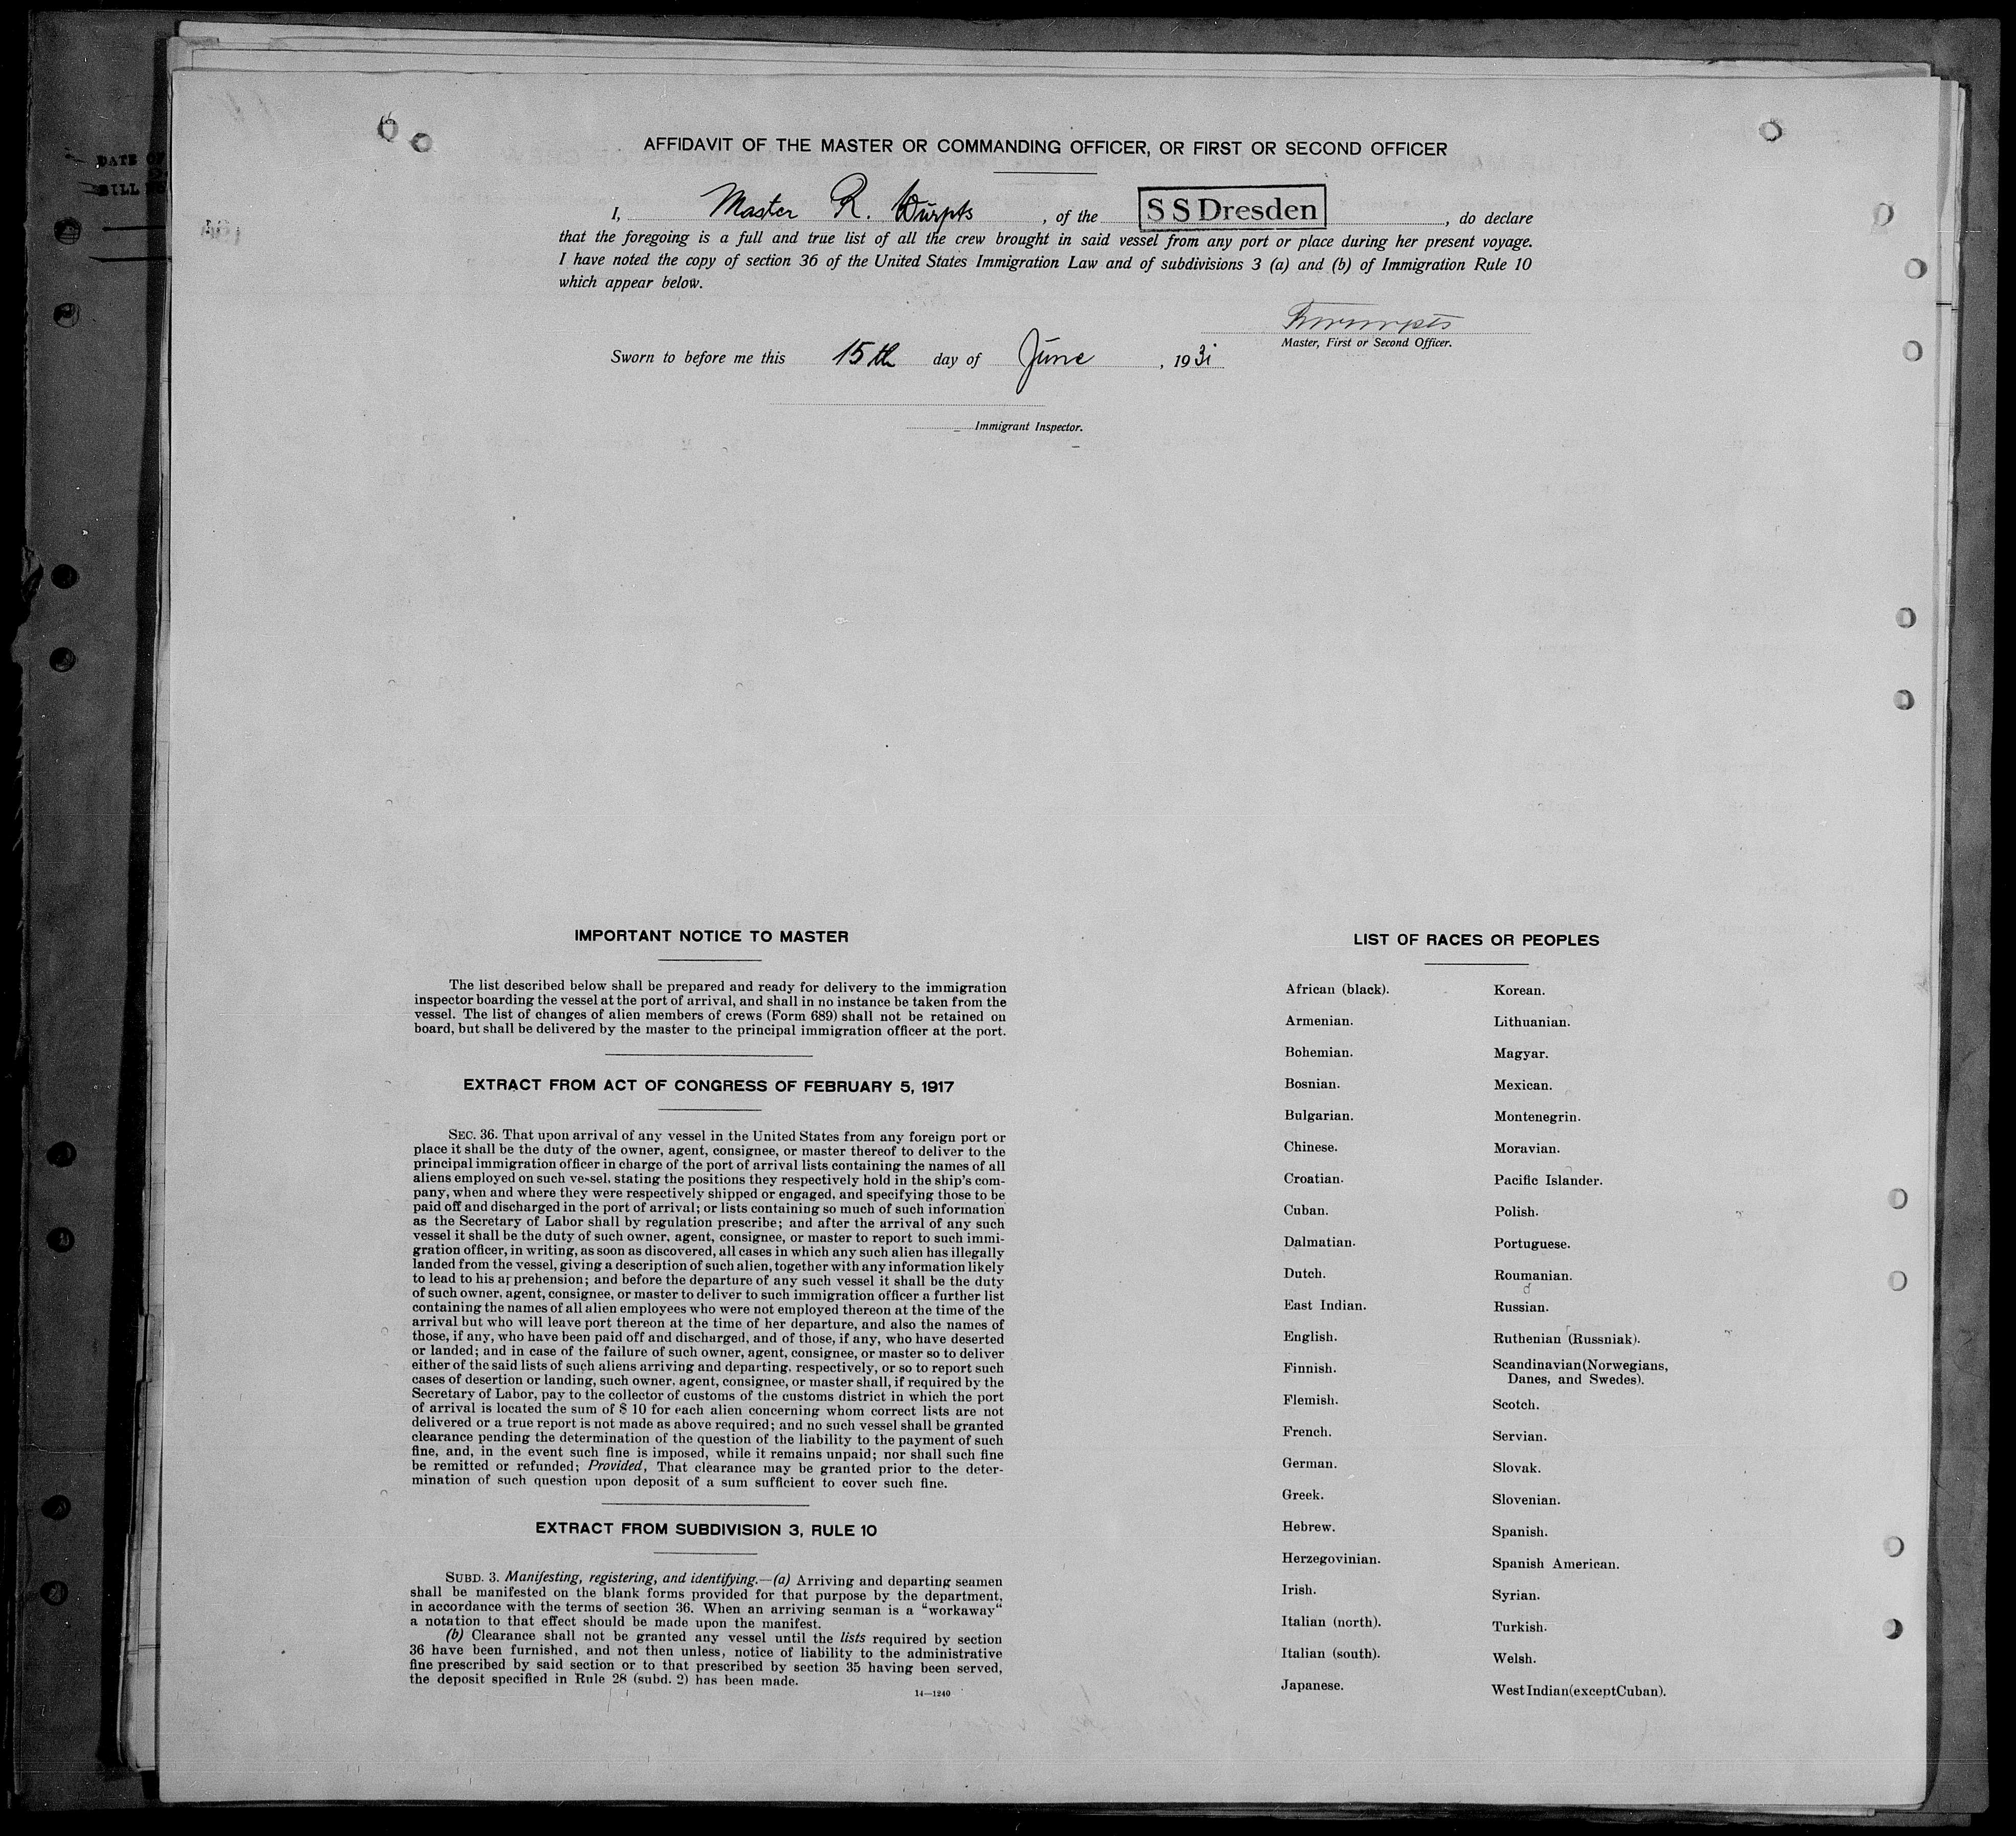 DATE OF
BILL NO
AFFIDAVIT OF THE MASTER OR COMMANDING OFFICER, OR FIRST OR SECOND OFFICER
I, Master R. Würpts, of the SS Dresden, do declare
that the foregoing is a full and true list of all the crew brought in said vessel from any port or place during her present voyage.
I have noted the copy of section 36 of the United States Immigration Law and of subdivisions 3 (a) and (b) of Immigration Rule 10
which appear below.
Master, First or Second Officer.
Sworn to before me this 15th day of June, 1931
Immigrant Inspector.
IMPORTANT NOTICE TO MASTER
The list described below shall be prepared and ready for delivery to the immigration
inspector boarding the vessel at the port of arrival, and shall in no instance be taken from the
vessel. The list of changes of alien members of crews (Form 689) shall not be retained on
board, but shall be delivered by the master to the principal immigration officer at the port.
EXTRACT FROM ACT OF CONGRESS OF FEBRUARY 5, 1917
SEC. 36. That upon arrival of any vessel in the United States from any foreign port or
place it shall be the duty of the owner, agent, consignee, or master thereof to deliver to the
principal immigration officer in charge of the port of arrival lists containing the names of all
aliens employed on such vessel, stating the positions they respectively hold in the ship's com-
pany, when and where they were respectively shipped or engaged, and specifying those to be
paid off and discharged in the port of arrival; or lists containing so much of such information
as the Secretary of Labor shall by regulation prescribe; and after the arrival of any such
vessel it shall be the duty of such owner, agent, consignee, or master to report to such immi-
gration officer, in writing, as soon as discovered, all cases in which any such alien has illegally
landed from the vessel, giving a description of such alien, together with any information likely
to lead to his apprehension; and before the departure of any such vessel it shall be the duty
of such owner, agent, consignee, or master to deliver to such immigration officer a further list
containing the names of all alien employees who were not employed thereon at the time of the
arrival but who will leave port thereon at the time of her departure, and also the names of
those, if any, who have been paid off and discharged, and of those, if any, who have deserted
or landed; and in case of the failure of such owner, agent, consignee, or master so to deliver
either of the said lists of such aliens arriving and departing, respectively, or so to report such
cases of desertion or landing, such owner, agent, consignee, or master shall, if required by the
Secretary of Labor, pay to the collector of customs of the customs district in which the port
of arrival is located the sum of $ 10 for each alien concerning whom correct lists are not
delivered or a true report is not made as above required; and no such vessel shall be granted
clearance pending the determination of the question of the liability to the payment of such
fine, and, in the event such fine is imposed, while it remains unpaid; nor shall such fine
be remitted or refunded; Provided, That clearance may be granted prior to the deter-
mination of such question upon deposit of a sum sufficient to cover such fine.
EXTRACT FROM SUBDIVISION 3, RULE 10
SUBD. 3. Manifesting, registering, and identifying.—(a) Arriving and departing seamen
shall be manifested on the blank forms provided for that purpose by the department,
in accordance with the terms of section 36. When an arriving seaman is a "workaway"
a notation to that effect should be made upon the manifest.
(b) Clearance shall not be granted any vessel until the lists required by section
36 have been furnished, and not then unless, notice of liability to the administrative
fine prescribed by said section or to that prescribed by section 35 having been served,
the deposit specified in Rule 28 (subd. 2) has been made.
14—1240
LIST OF RACES OR PEOPLES
African (black).
Armenian.
Bohemian.
Bosnian.
Bulgarian.
Chinese.
Croatian.
Cuban.
Dalmatian.
Dutch.
East Indian.
English.
Finnish.
Flemish.
French.
German.
Greek.
Hebrew.
Herzegovinian.
Irish.
Italian (north).
Italian (south).
Japanese.
Korean.
Lithuanian.
Magyar.
Mexican.
Montenegrin.
Moravian.
Pacific Islander.
Polish.
Portuguese.
Roumanian.
Russian.
Ruthenian (Russniak).
Scandinavian (Norwegians,
Danes, and Swedes).
Scotch.
Servian.
Slovak.
Slovenian.
Spanish.
Spanish American.
Syrian.
Turkish.
Welsh.
West Indian (except Cuban).